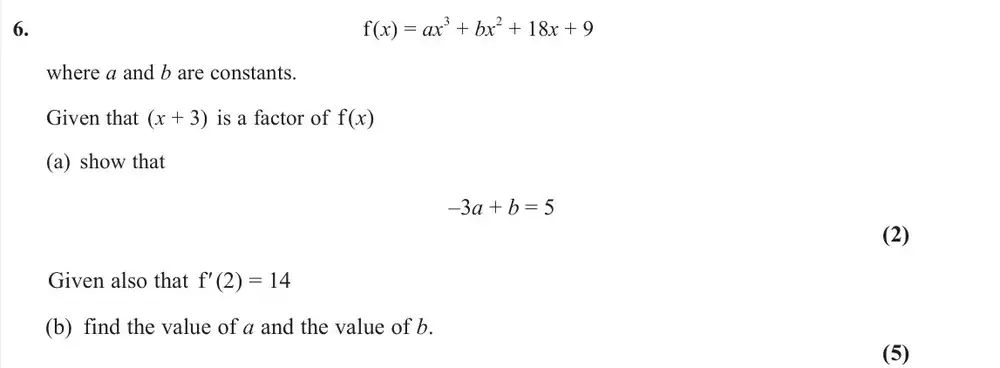 6. f(x) = ax³ + bx² + 18x + 9
where a and b are constants.
Given that (x + 3) is a factor of f(x)
(a) show that
–3a + b = 5
(2)
Given also that f′(2) = 14
(b) find the value of a and the value of b.
(5)